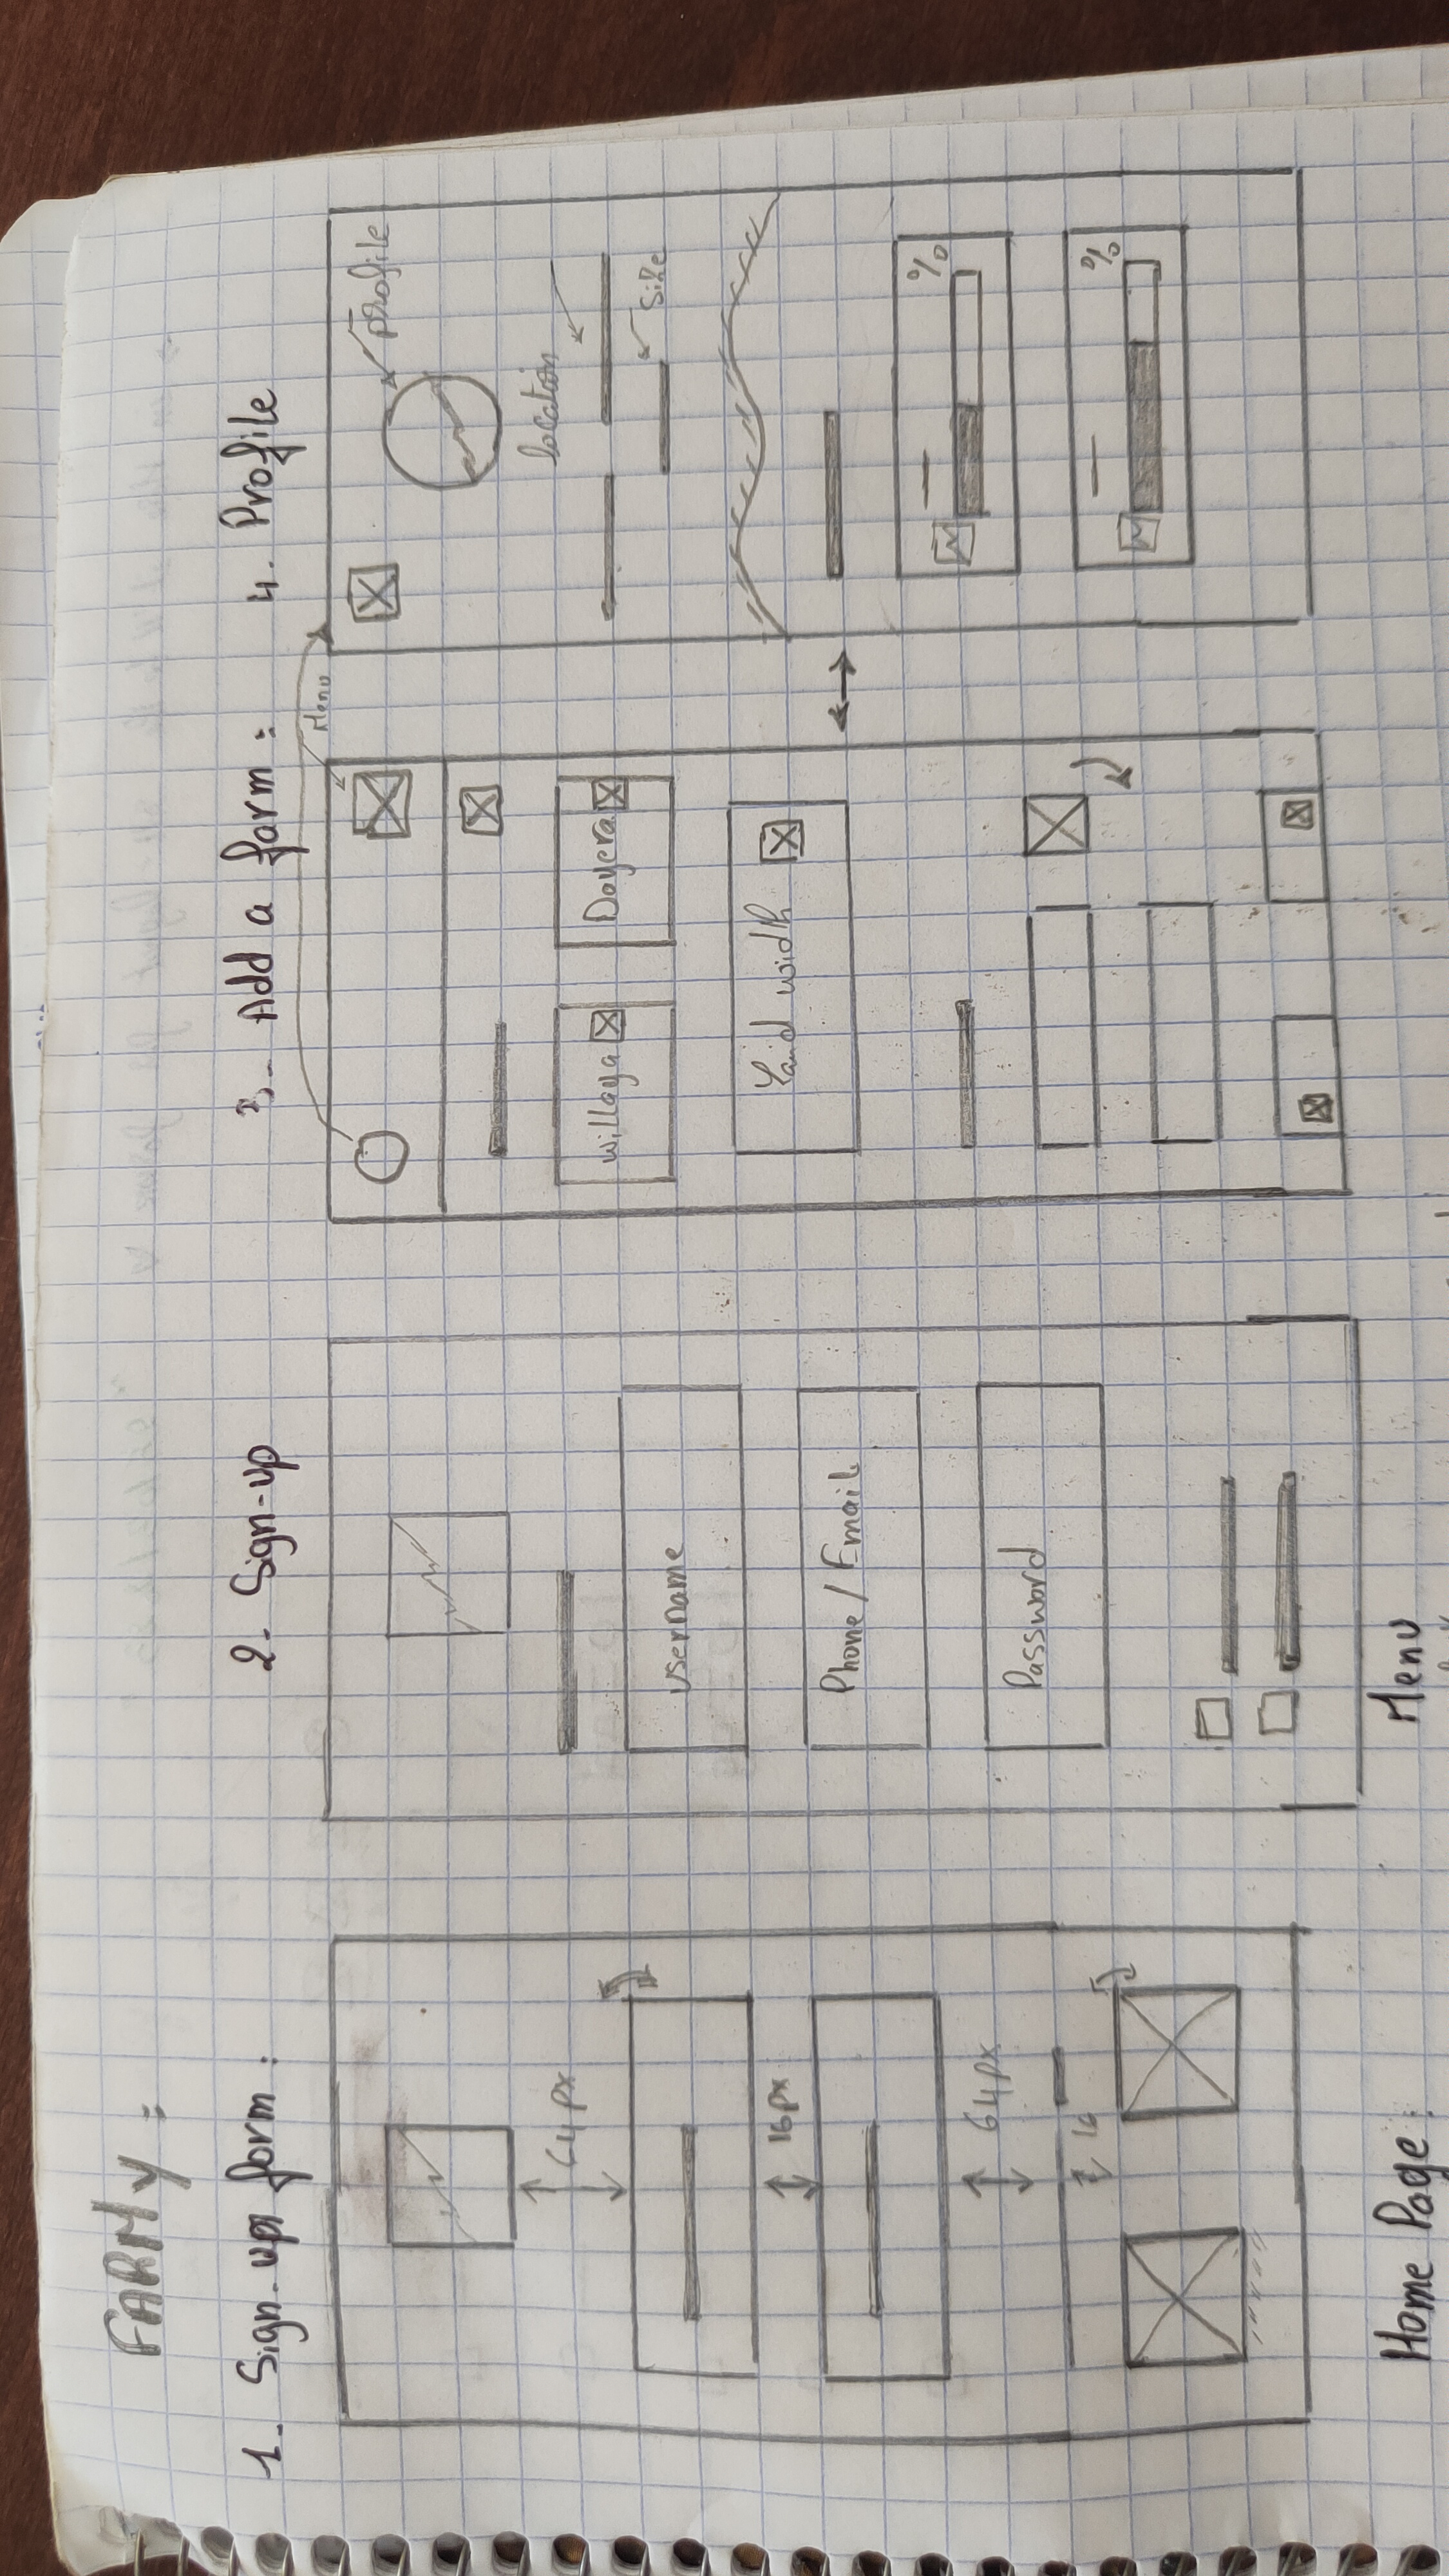 FARMY =
1. Sign-up form :
2- Sign-up
3- Add a farm :
4. Profile
Menu
profile
64px
location
willaya
Dayera
size
username
16px
Land width
Phone / Email
%
64px
Password
16
%
Home Page :
Menu